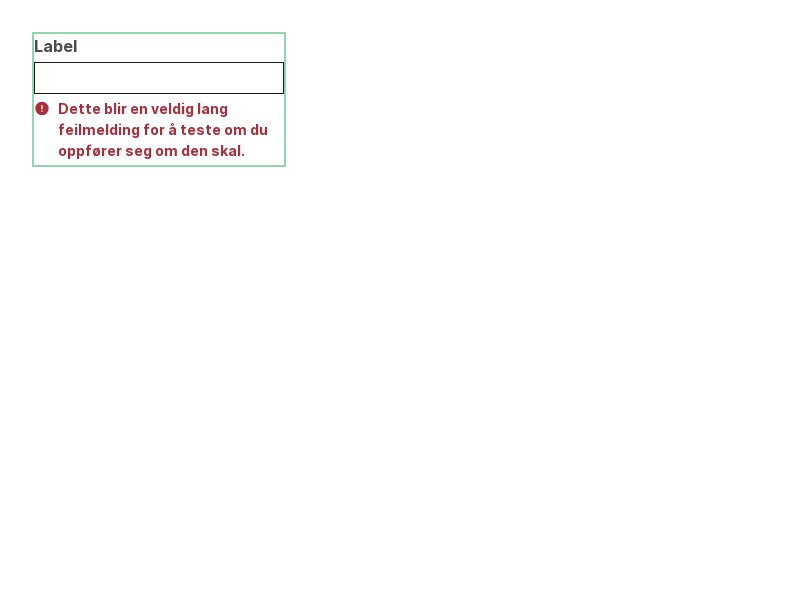 Label
Dette blir en veldig lang
feilmelding for å teste om du
oppfører seg om den skal.